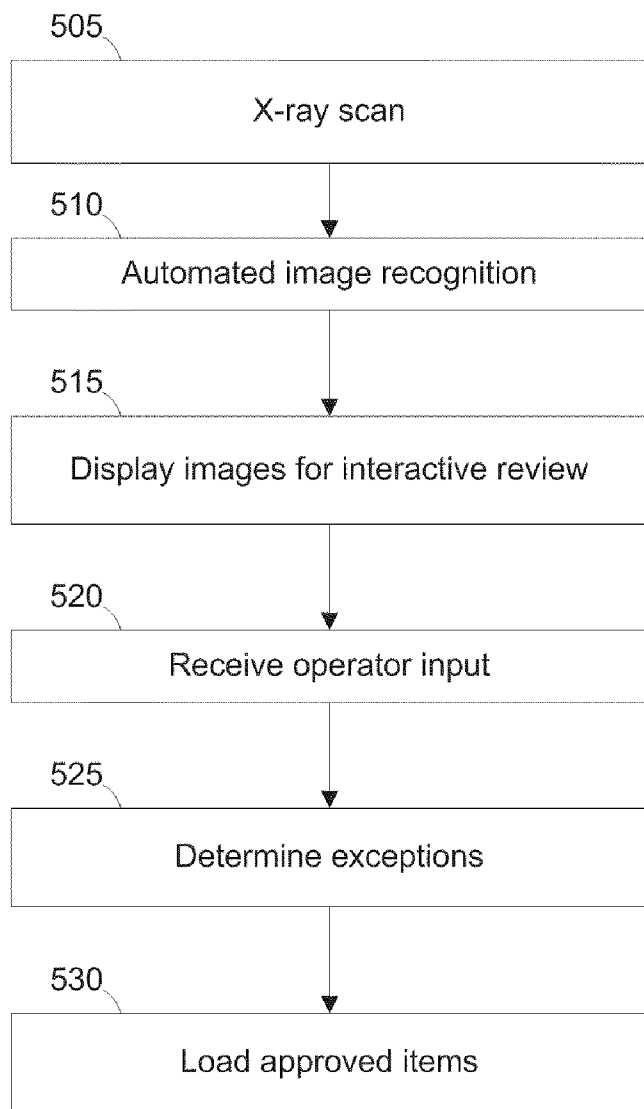 505
X-ray scan
510
Automated image recognition
515
Display images for interactive review
520
Receive operator input
525
Determine exceptions
530
Load approved items